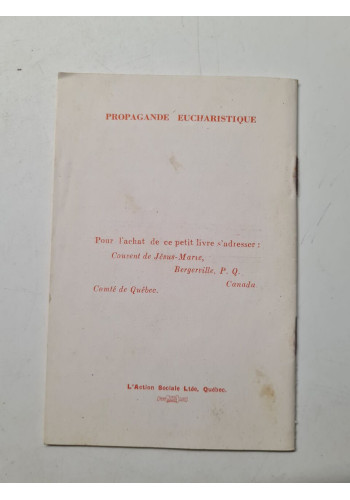 PROPAGANDE EUCHARISTIQUE
Pour l'achat de ce petit livre s'adresser :
Couvent de Jésus-Marie,
Bergerville, P. Q.
Canada
Comté de Québec.
L'Action Sociale Ltée, Québec.